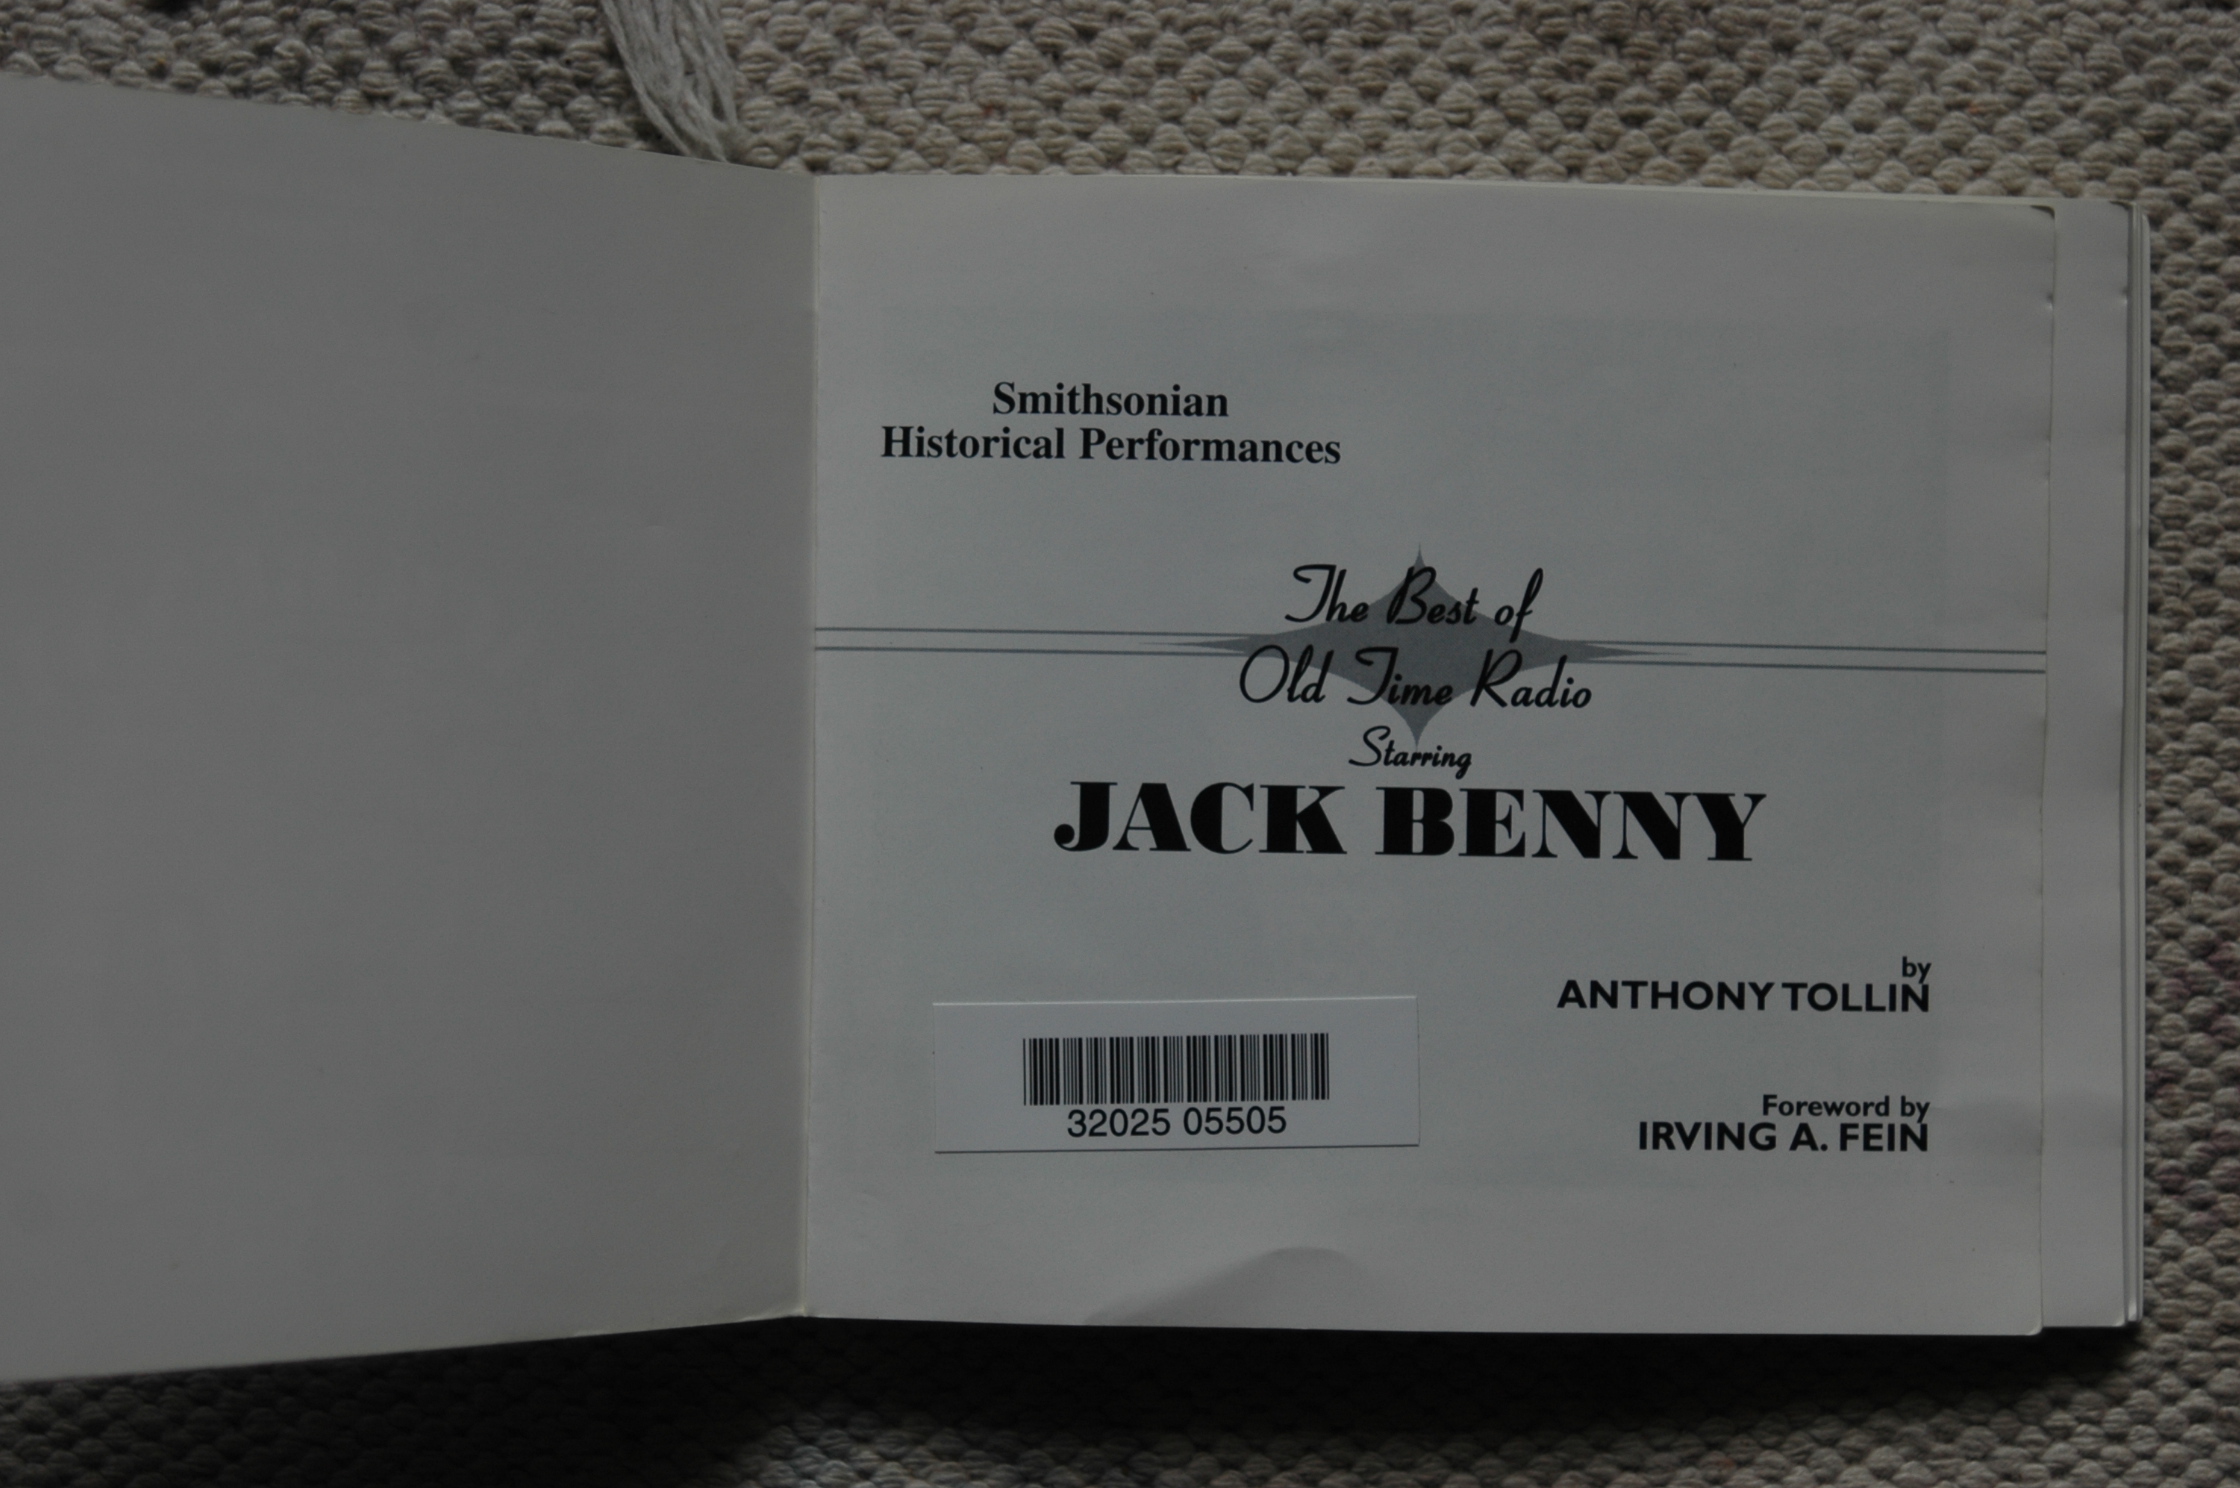 Smithsonian
Historical Performances
The Best of
Old Time Radio
Starring
JACK BENNY
by
ANTHONY TOLLIN
32025 05505
Foreword by
IRVING A. FEIN